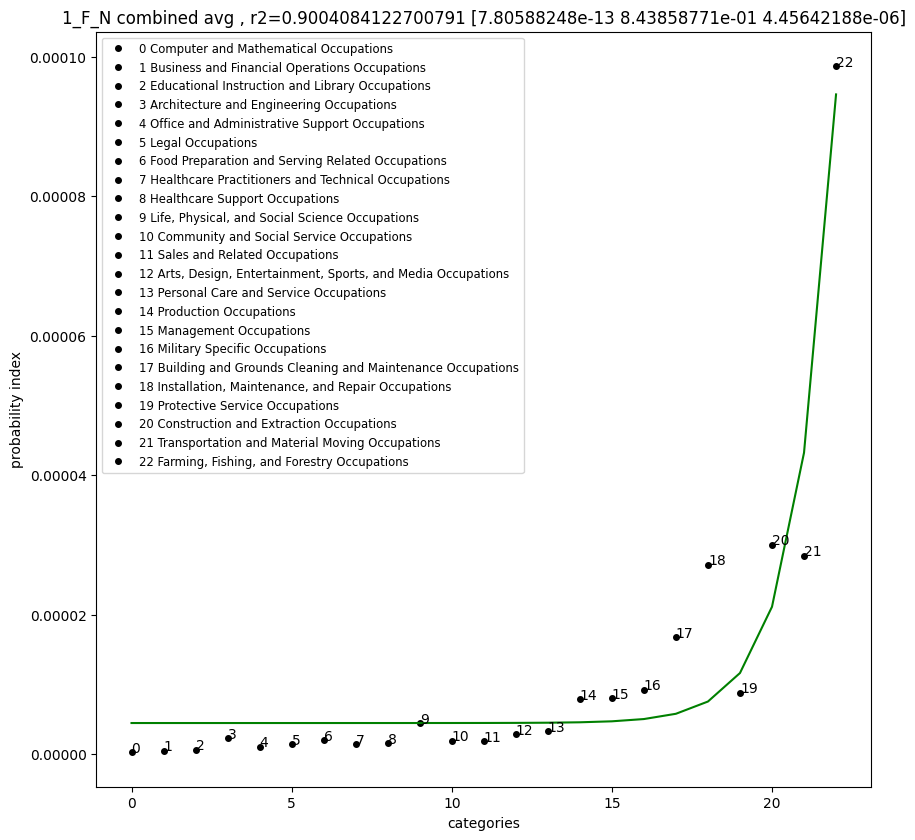 1_F_N combined avg , r2=0.9004084122700791 [7.80588248e-13 8.43858771e-01 4.45642188e-06]
0 Computer and Mathematical Occupations
1 Business and Financial Operations Occupations
2 Educational Instruction and Library Occupations
3 Architecture and Engineering Occupations
4 Office and Administrative Support Occupations
5 Legal Occupations
6 Food Preparation and Serving Related Occupations
7 Healthcare Practitioners and Technical Occupations
8 Healthcare Support Occupations
9 Life, Physical, and Social Science Occupations
10 Community and Social Service Occupations
11 Sales and Related Occupations
12 Arts, Design, Entertainment, Sports, and Media Occupations
13 Personal Care and Service Occupations
14 Production Occupations
15 Management Occupations
16 Military Specific Occupations
17 Building and Grounds Cleaning and Maintenance Occupations
18 Installation, Maintenance, and Repair Occupations
19 Protective Service Occupations
20 Construction and Extraction Occupations
21 Transportation and Material Moving Occupations
22 Farming, Fishing, and Forestry Occupations
probability index
0.00010
0.00008
0.00006
0.00004
0.00002
0.00000
0
1
2
3
4
5
6
7
8
9
10
11
12
13
14
15
16
17
18
19
20
21
22
0
5
10
15
20
categories